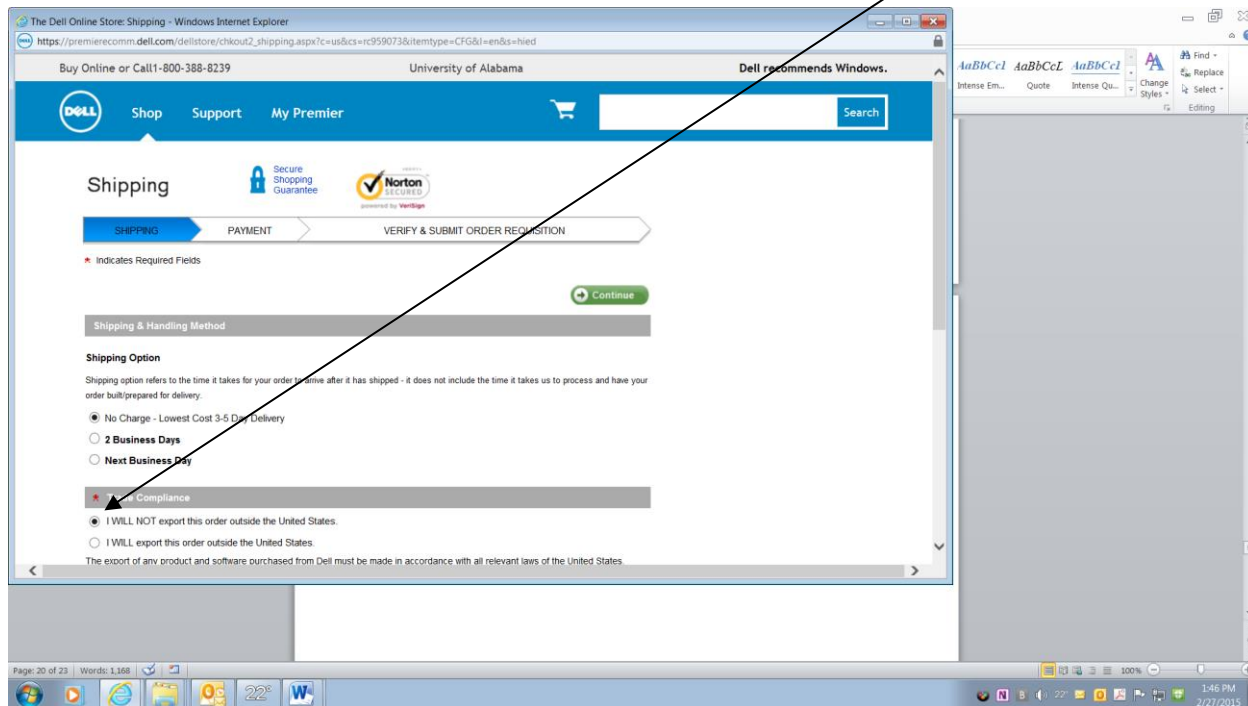 The Dell Online Store: Shipping - Windows Internet Explorer
https://premierecomm.dell.com/dellstore/chkout2_shipping.aspx?c=us&cs=rc959073&itemtype=CFG&l=en&s=hied
Buy Online or Call1-800-388-8239 University of Alabama Dell recommends Windows.
DELL Shop Support My Premier Search
Shipping
Secure
Shopping
Guarantee
Norton
SECURED
powered by VeriSign
SHIPPING PAYMENT VERIFY & SUBMIT ORDER REQUISITION
* Indicates Required Fields
Continue
Shipping & Handling Method
Shipping Option
Shipping option refers to the time it takes for your order to arrive after it has shipped - it does not include the time it takes us to process and have your
order built/prepared for delivery.
No Charge - Lowest Cost 3-5 Day Delivery
2 Business Days
Next Business Day
* Trade Compliance
I WILL NOT export this order outside the United States.
I WILL export this order outside the United States.
The export of any product and software purchased from Dell must be made in accordance with all relevant laws of the United States.
AaBbCcI AaBbCcL AaBbCcI
Intense Em... Quote Intense Qu...
Change
Styles
Find
Replace
Select
Editing
Page: 20 of 23 Words: 1,168 100%
22° W 22° 1:46 PM
2/27/2015